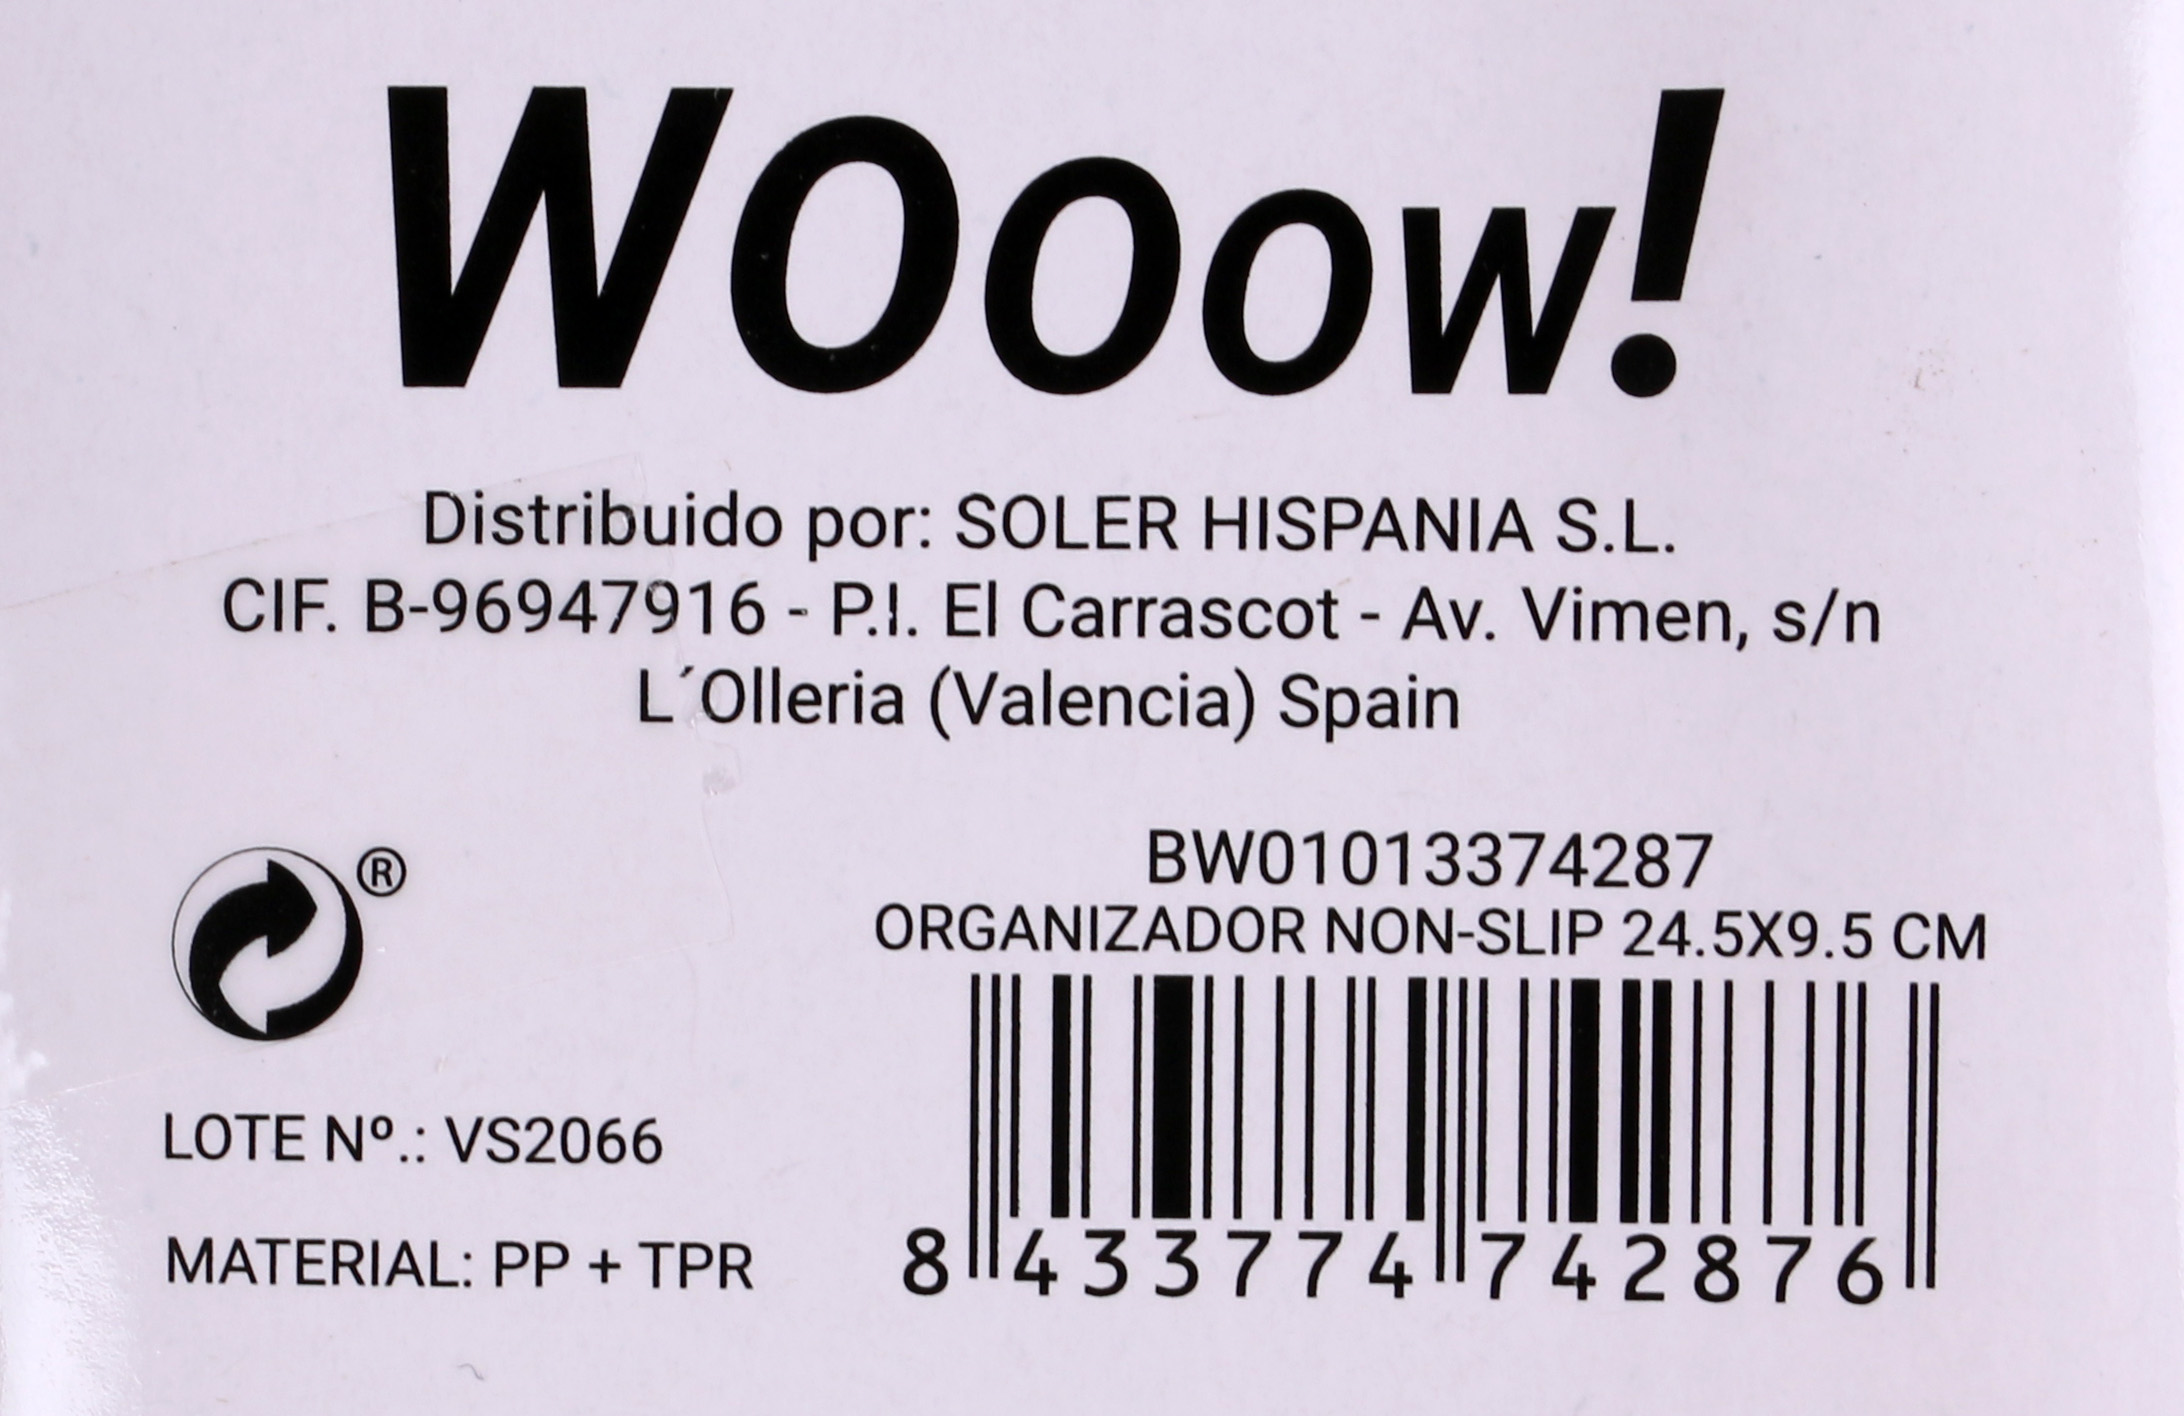 Wooow!
Distribuido por: SOLER HISPANIA S.L.
CIF. B-96947916 - P.I. El Carrascot - Av. Vimen, s/n
L´Olleria (Valencia) Spain
®
BW01013374287
ORGANIZADOR NON-SLIP 24.5X9.5 CM
LOTE Nº.: VS2066
MATERIAL: PP + TPR
8 433774 742876